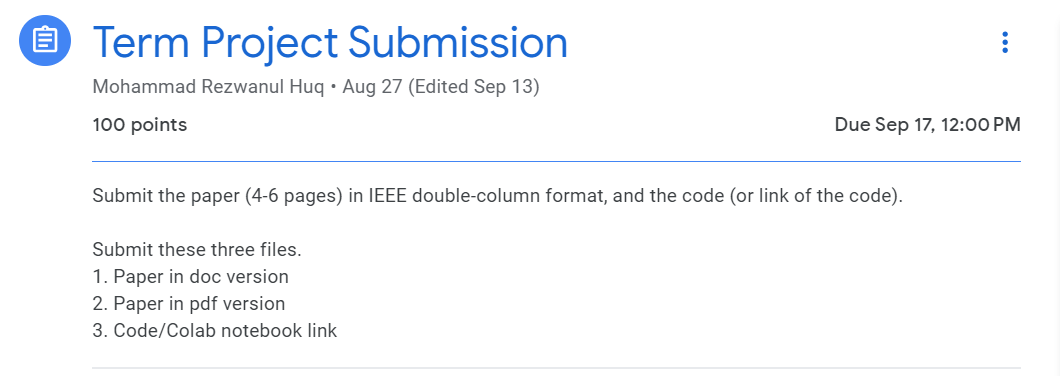 Term Project Submission
Mohammad Rezwanul Huq • Aug 27 (Edited Sep 13)
100 points Due Sep 17, 12:00 PM
Submit the paper (4-6 pages) in IEEE double-column format, and the code (or link of the code).
Submit these three files.
1. Paper in doc version
2. Paper in pdf version
3. Code/Colab notebook link